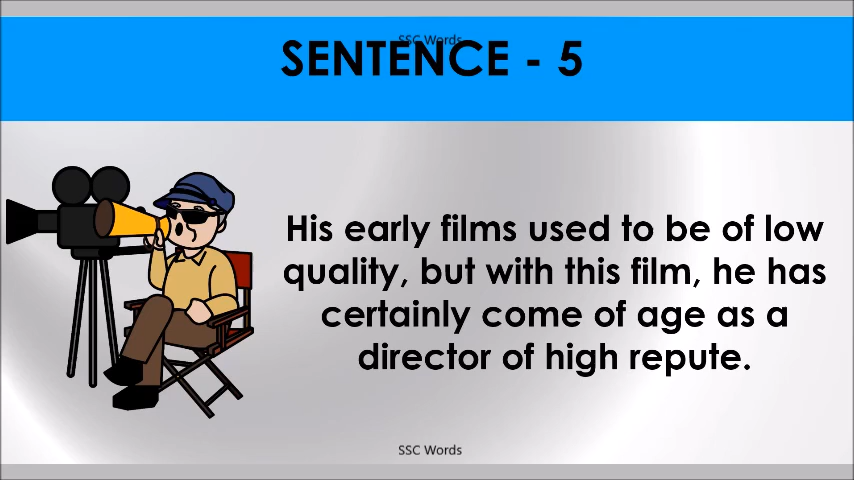 SSC Words
SENTENCE - 5
His early films used to be of low
quality, but with this film, he has
certainly come of age as a
director of high repute.
SSC Words